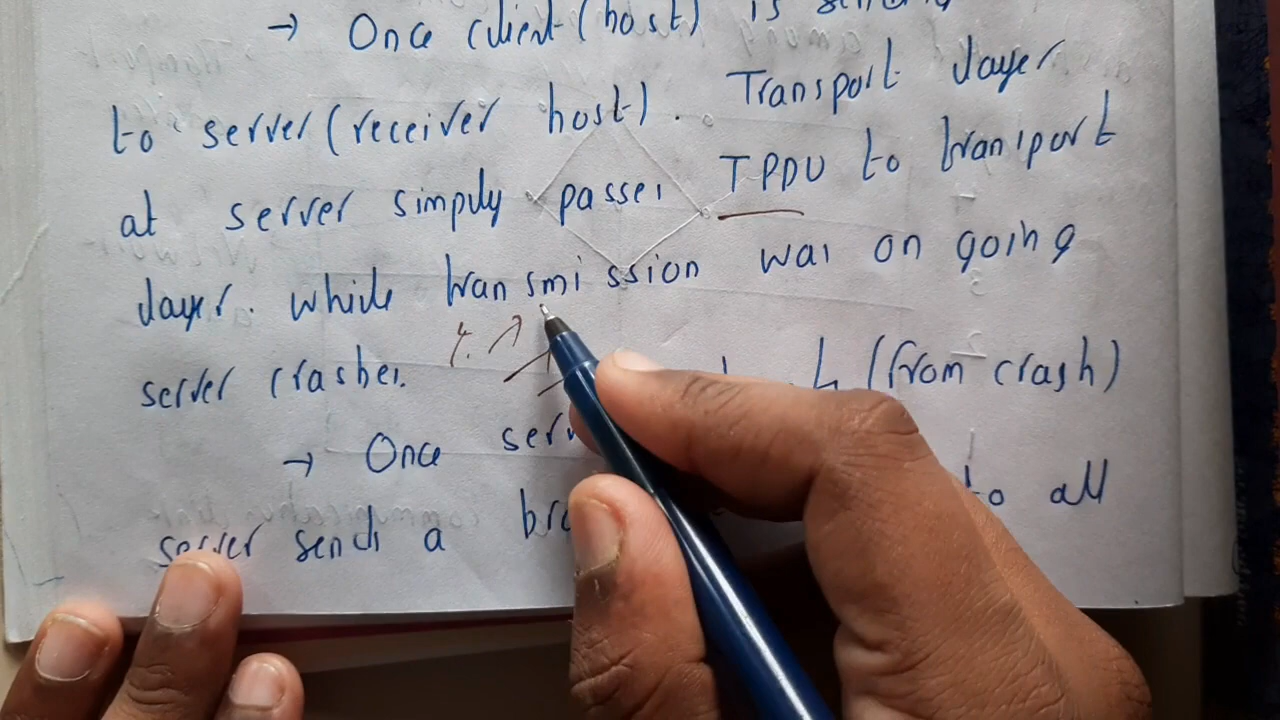 → Once client (host) is
to server (receiver host). Transport layer
at server simply passes TPDU to transport
layer. while transmission was on going
server crashes.
(from crash)
→ Once
server sends a to all